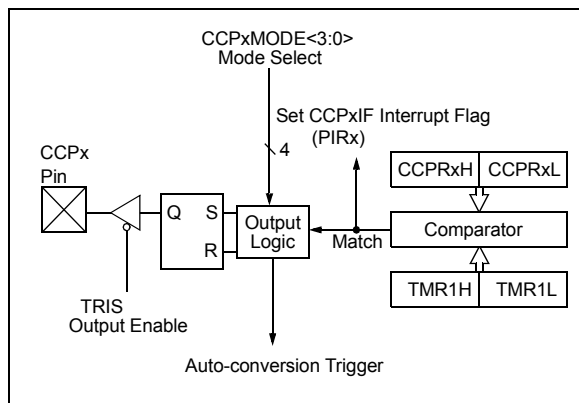 CCPxMODE<3:0>
Mode Select
Set CCPxIF Interrupt Flag
(PIRx)
4
CCPx
Pin
CCPRxH CCPRxL
Q S
R
Output
Logic
Match
Comparator
TMR1H TMR1L
TRIS
Output Enable
Auto-conversion Trigger